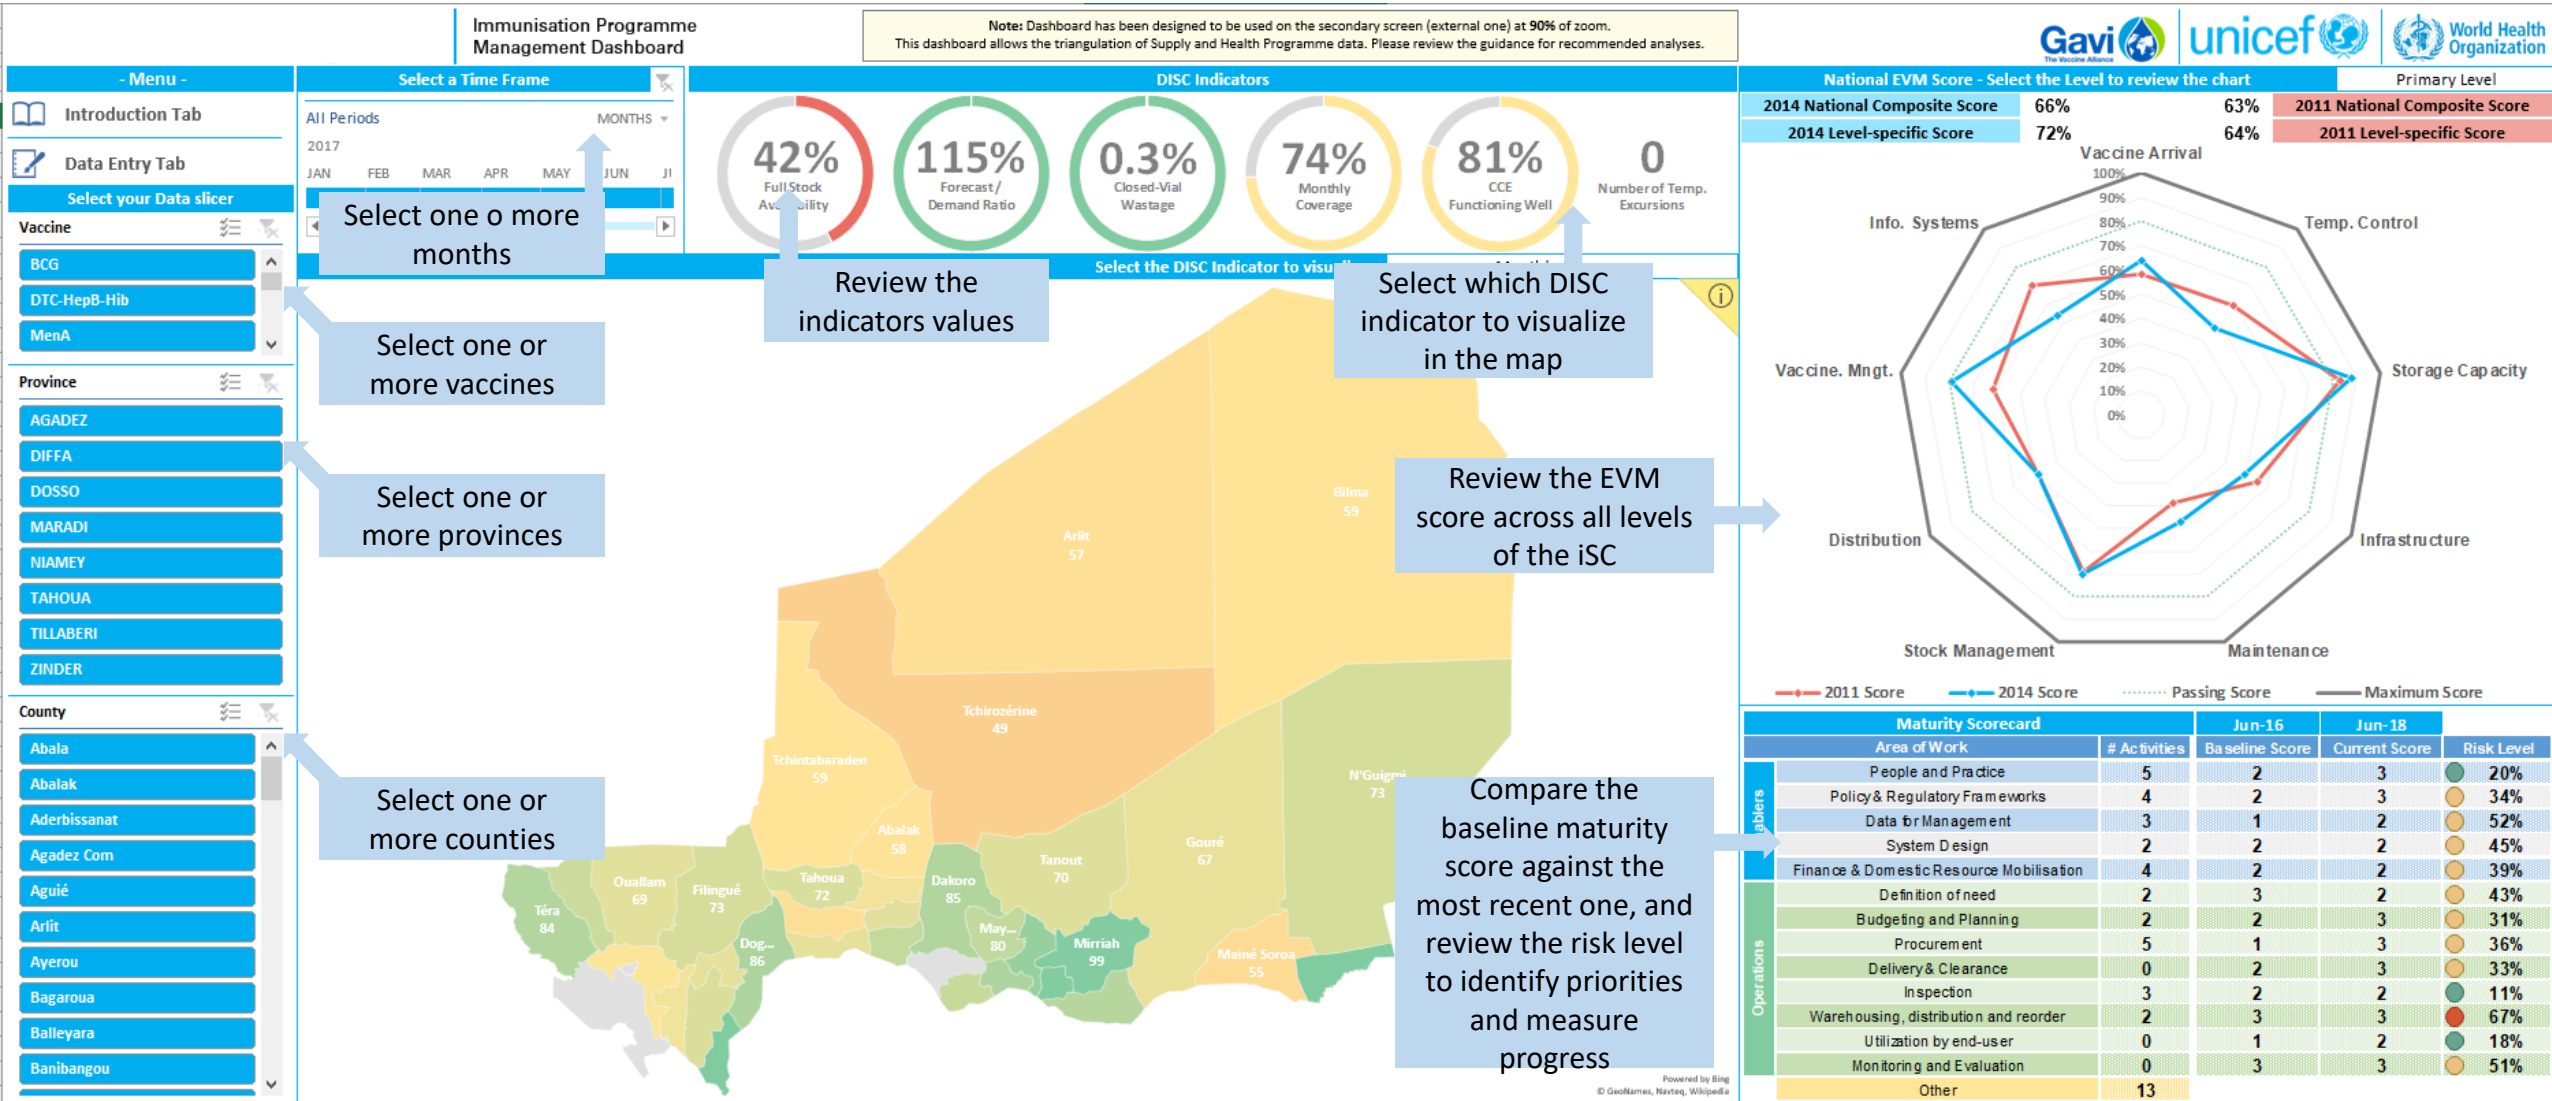 Immunisation Programme
Management Dashboard
Note: Dashboard has been designed to be used on the secondary screen (external one) at 90% of zoom.
This dashboard allows the triangulation of Supply and Health Programme data. Please review the guidance for recommended analyses.
Gavi
The Vaccine Alliance
unicef
World Health
Organization
- Menu -
Introduction Tab
Data Entry Tab
Select your Data slicer
Vaccine
BCG
DTC-HepB-Hib
MenA
Province
AGADEZ
DIFFA
DOSSO
MARADI
NIAMEY
TAHOUA
TILLABERI
ZINDER
County
Abala
Abalak
Aderbissanat
Agadez Com
Aguié
Arlit
Ayerou
Bagaroua
Balleyara
Banibangou
Select a Time Frame
All Periods
MONTHS
2017
JAN FEB MAR APR MAY JUN
Select one o more
months
Select one or
more vaccines
Select one or
more provinces
Select one or
more counties
DISC Indicators
42%
Full Stock
Availability
115%
Forecast /
Demand Ratio
0.3%
Closed-Vial
Wastage
74%
Monthly
Coverage
81%
CCE
Functioning Well
0
Number of Temp.
Excursions
Select the DISC Indicator to
Review the
indicators values
Select which DISC
indicator to visualize
in the map
Bilma
59
Arlit
57
Tchirozérine
49
Tchintabaraden
59
N'Guigmi
73
Abalak
58
Gouré
67
Tanout
70
Ouallam
69
Filingué
73
Tahoua
72
Dakoro
85
Téra
84
May...
80
Dog...
86
Mirriah
99
Mainé Soroa
55
Powered by Bing
© GeoNames, Navteq, Wikipedia
Review the EVM
score across all levels
of the iSC
Compare the
baseline maturity
score against the
most recent one, and
review the risk level
to identify priorities
and measure
progress
National EVM Score - Select the Level to review the chart
Primary Level
2014 National Composite Score 66% 63% 2011 National Composite Score
2014 Level-specific Score 72% 64% 2011 Level-specific Score
Vaccine Arrival
100%
90%
80%
70%
60%
50%
40%
30%
20%
10%
0%
Info. Systems
Temp. Control
Vaccine. Mngt.
Storage Capacity
Distribution
Infrastructure
Stock Management
Maintenance
2011 Score 2014 Score Passing Score Maximum Score
Maturity Scorecard Jun-16 Jun-18
Area of Work # Activities Baseline Score Current Score Risk Level
People and Practice 5 2 3 20%
Policy & Regulatory Frameworks 4 2 3 34%
Data for Management 3 1 2 52%
System Design 2 2 2 45%
Finance & Domestic Resource Mobilisation 4 2 2 39%
Operations
Definition of need 2 3 2 43%
Budgeting and Planning 2 2 3 31%
Procurement 5 1 3 36%
Delivery & Clearance 0 2 3 33%
Inspection 3 2 2 11%
Warehousing, distribution and reorder 2 3 3 67%
Utilization by end-user 0 1 2 18%
Monitoring and Evaluation 0 3 3 51%
Other 13